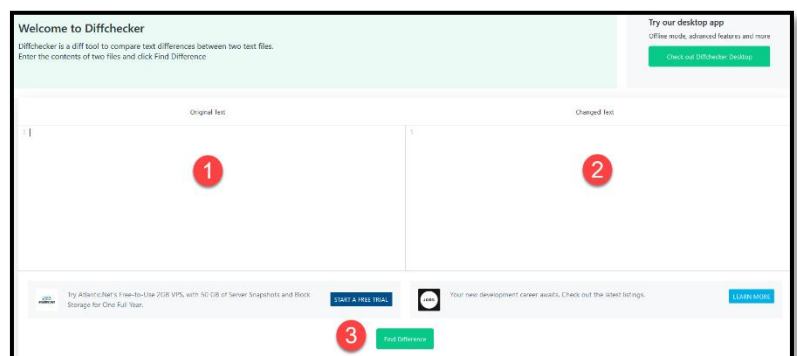 Welcome to Diffchecker
Diffchecker is a diff tool to compare text differences between two text files.
Enter the contents of two files and click Find Difference
Try our desktop app
Offline mode, advanced features and more
Check out Diffchecker Desktop
Original Text
Changed Text
1
1
1
2
Try Atlantic.Net's Free-to-Use 2GB VPS, with 50 GB of Server Snapshots and Block
Storage for One Full Year.
START A FREE TRIAL
JOBS
Your new development career awaits. Check out the latest listings.
LEARN MORE
3
Find Difference